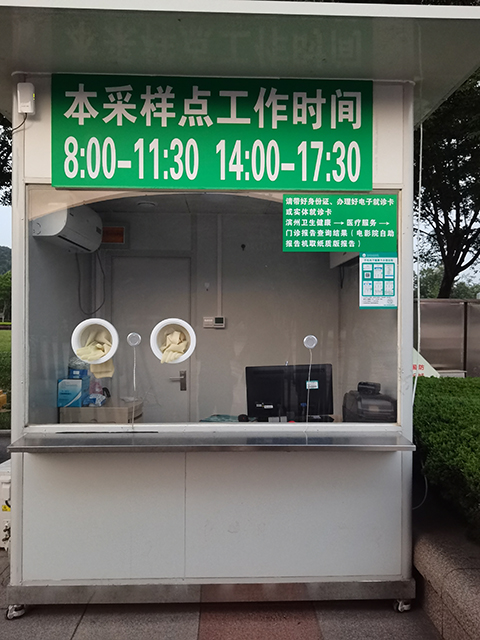 本采样点工作时间
8:00-11:30 14:00-17:30
请带好身份证、办理好电子就诊卡
或实体就诊卡
滨州卫生健康→医疗服务→
门诊报告查询结果（电影院自助
报告机取纸质版报告）